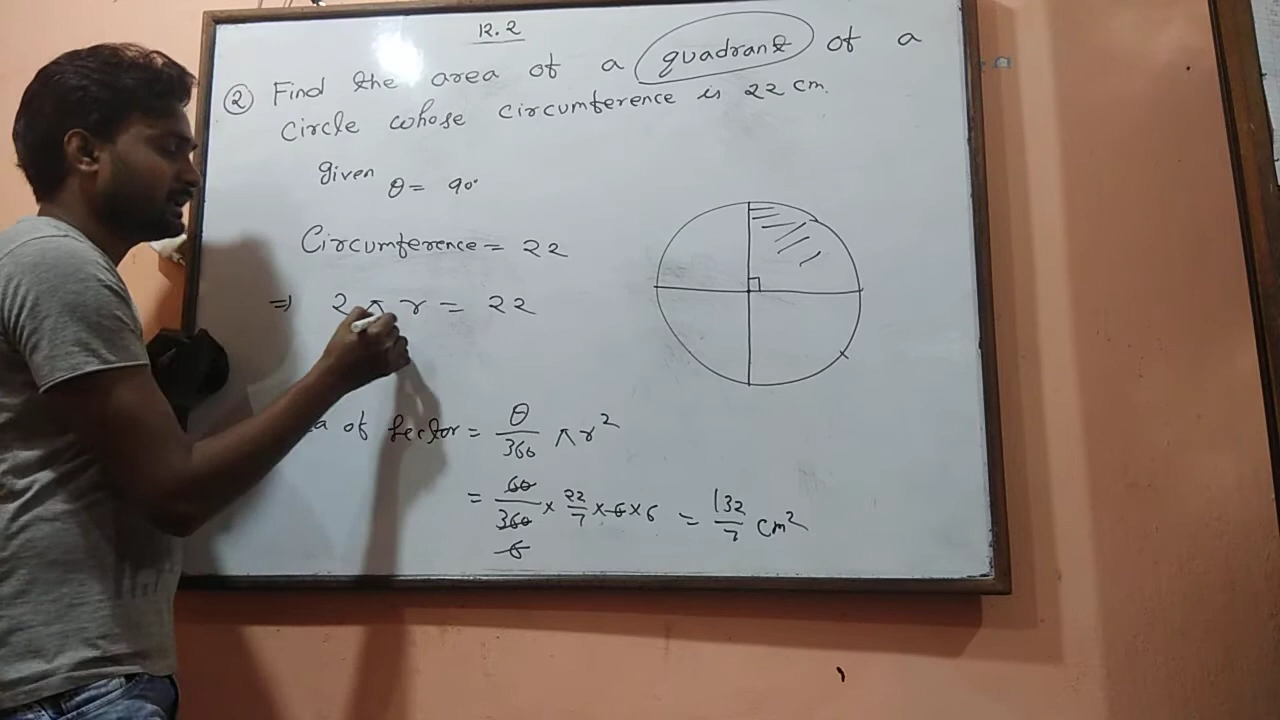 12.2
② Find the area of a quadrant of a
circle whose circumference is 22 cm.
given θ = 90°
Circumference = 22
⇒ 2 π r = 22
of sector = θ/360 πr²
= 60/360 × 22/7 × 6 × 6 = 132/7 cm²
6